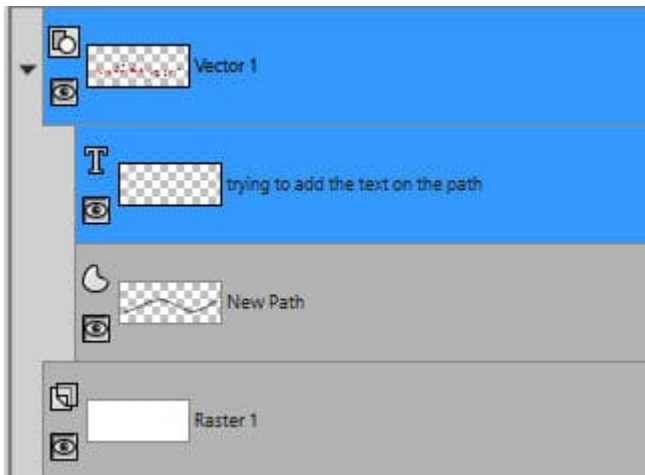 Vector 1
trying to add the text on the path
New Path
Raster 1